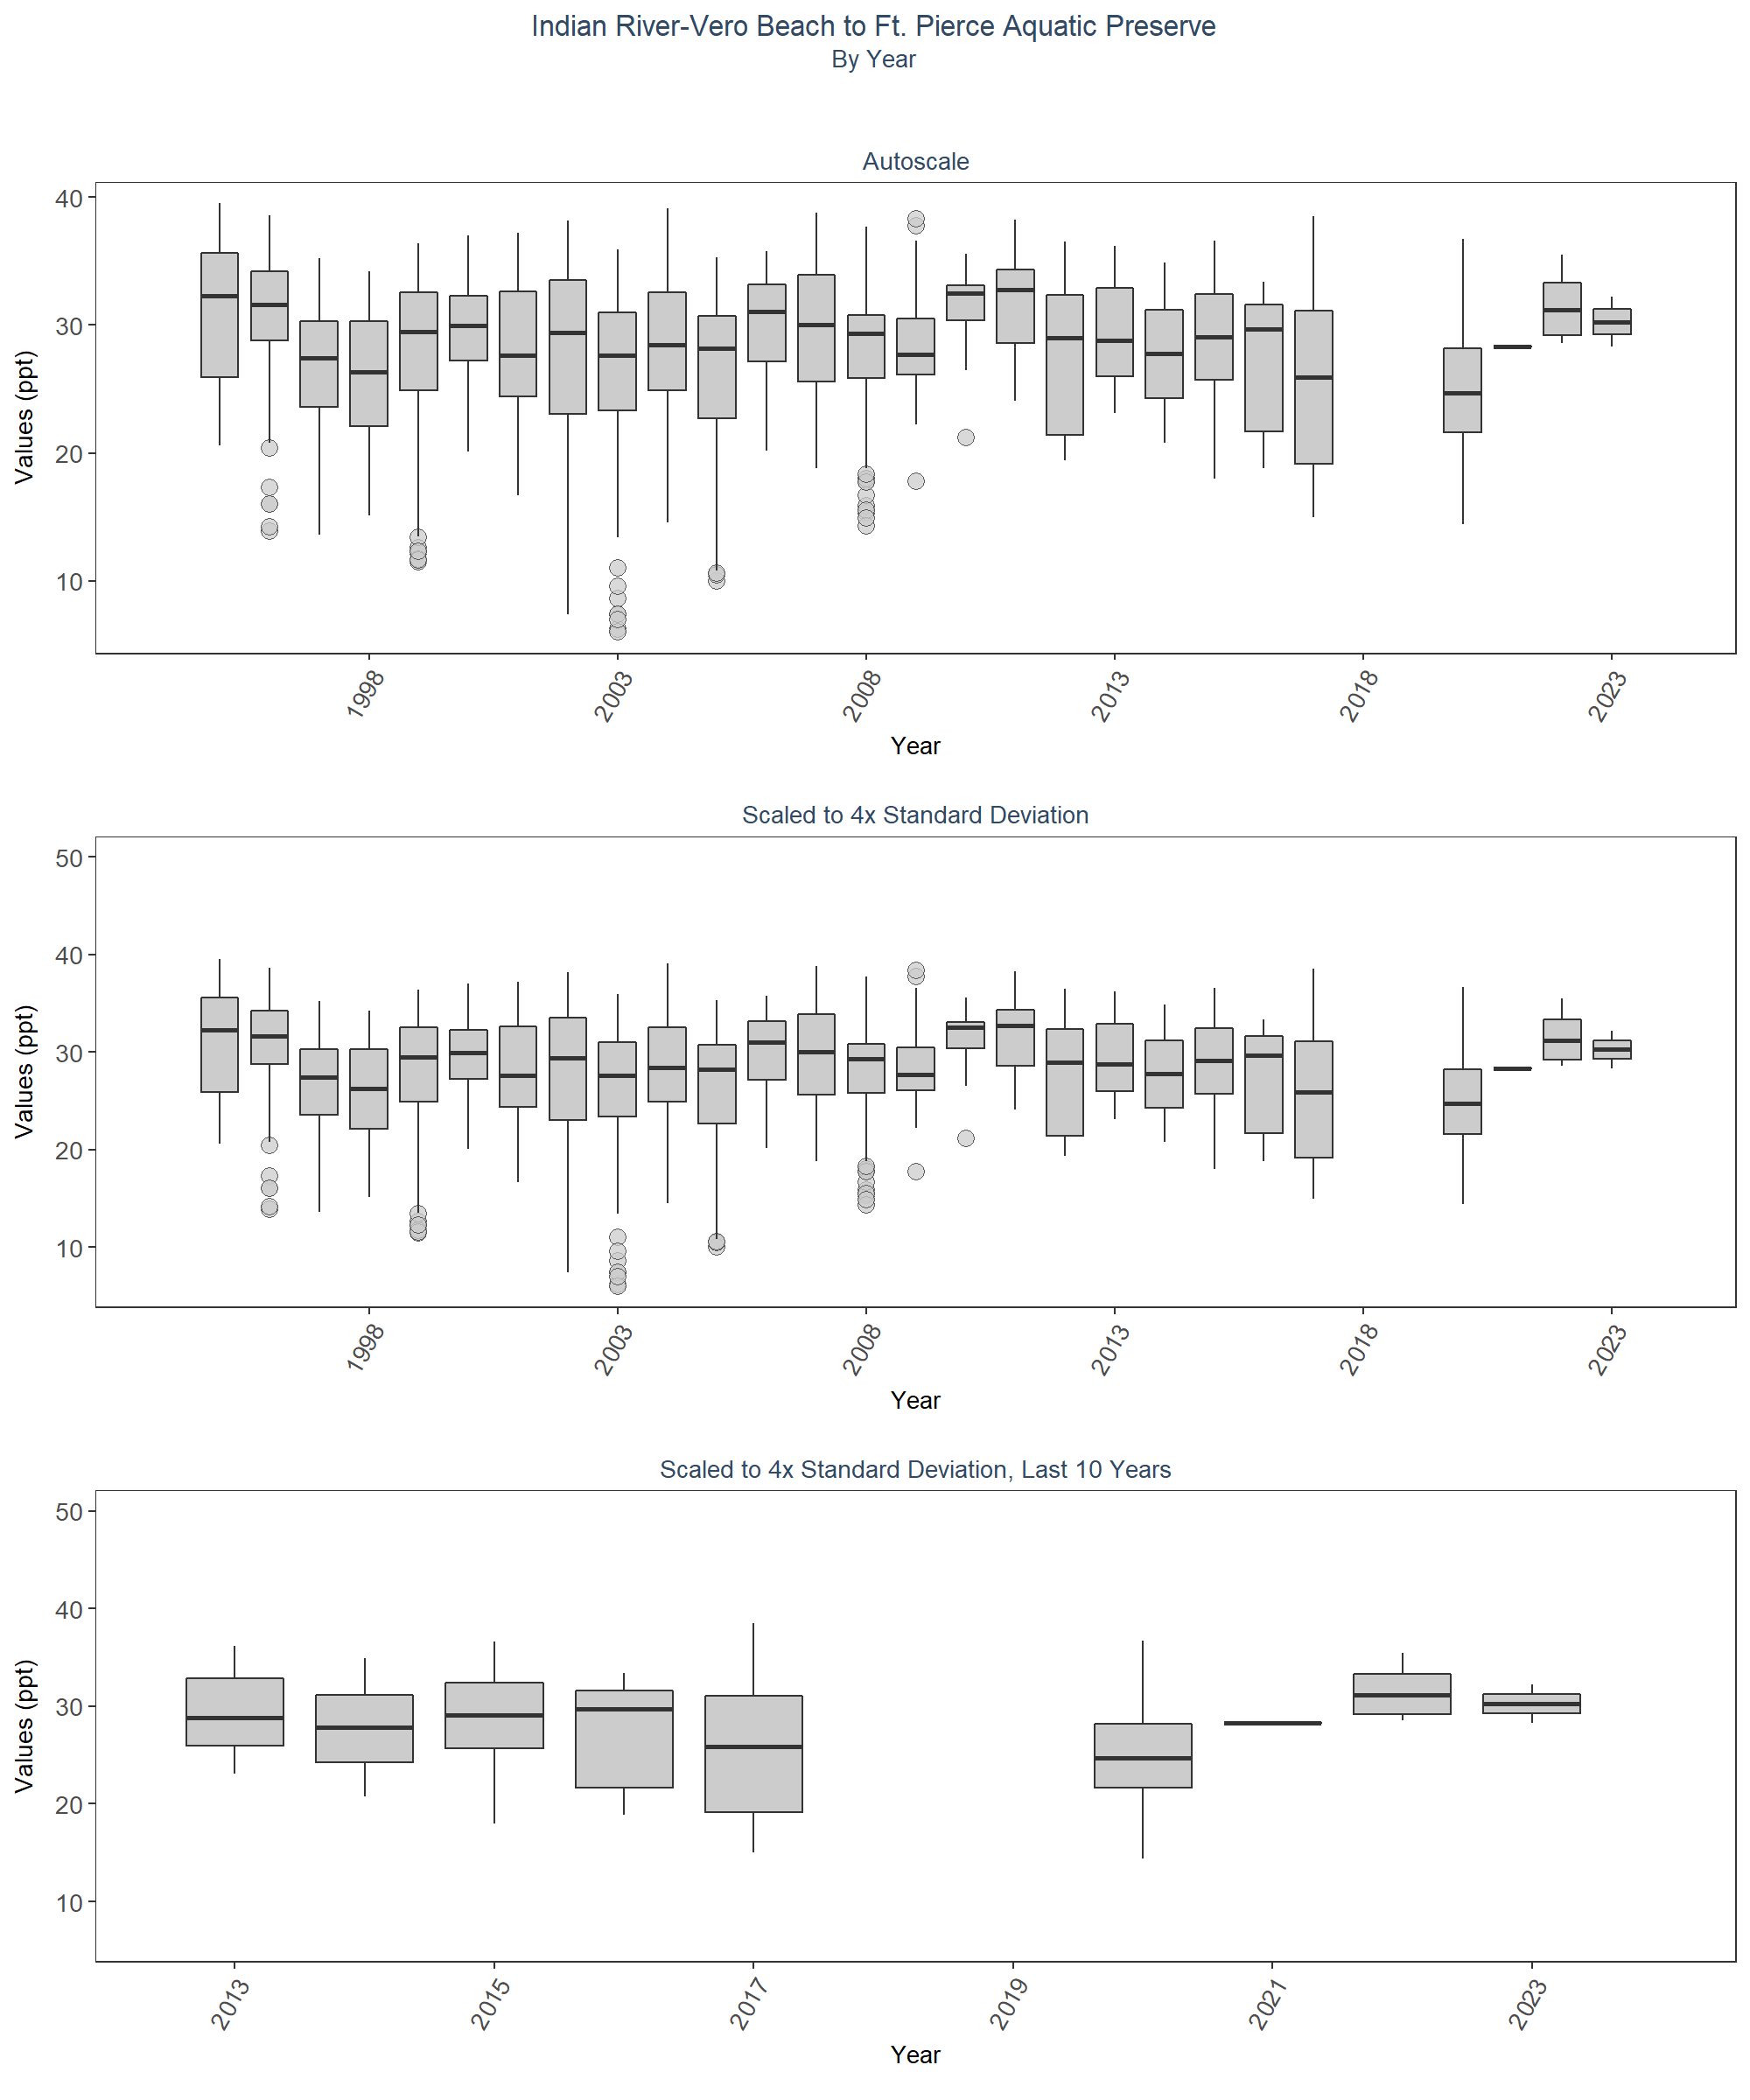 Indian River-Vero Beach to Ft. Pierce Aquatic Preserve
By Year
Autoscale
Values (ppt)
40
30
20
10
1998
2003
2008
2013
2018
2023
Year
Scaled to 4x Standard Deviation
Values (ppt)
50
40
30
20
10
1998
2003
2008
2013
2018
2023
Year
Scaled to 4x Standard Deviation, Last 10 Years
Values (ppt)
50
40
30
20
10
2013
2015
2017
2019
2021
2023
Year